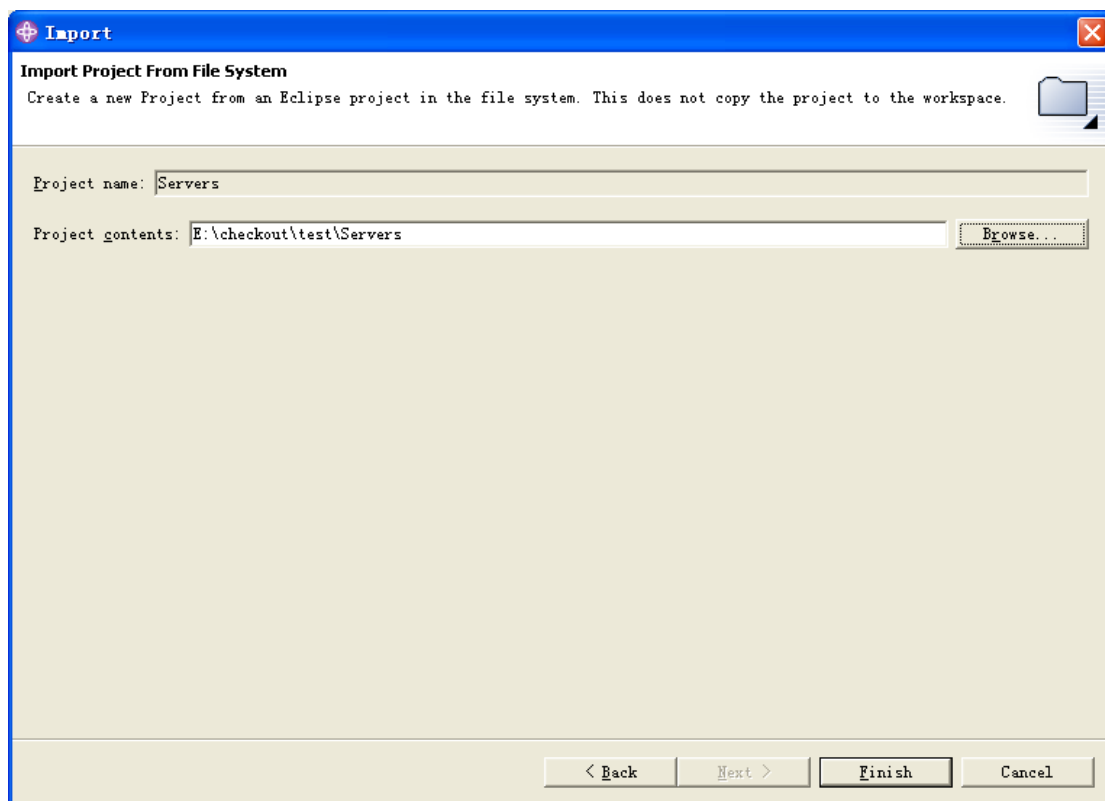 Import
Import Project From File System
Create a new Project from an Eclipse project in the file system. This does not copy the project to the workspace.
Project name: Servers
Project contents: E:\checkout\test\Servers Browse...
< Back Next > Finish Cancel